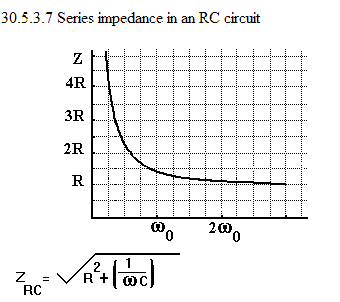 30.5.3.7 Series impedance in an RC circuit
Z
4R
3R
2R
R
ω0 2ω0
ZRC = √R2+(1/ωC)